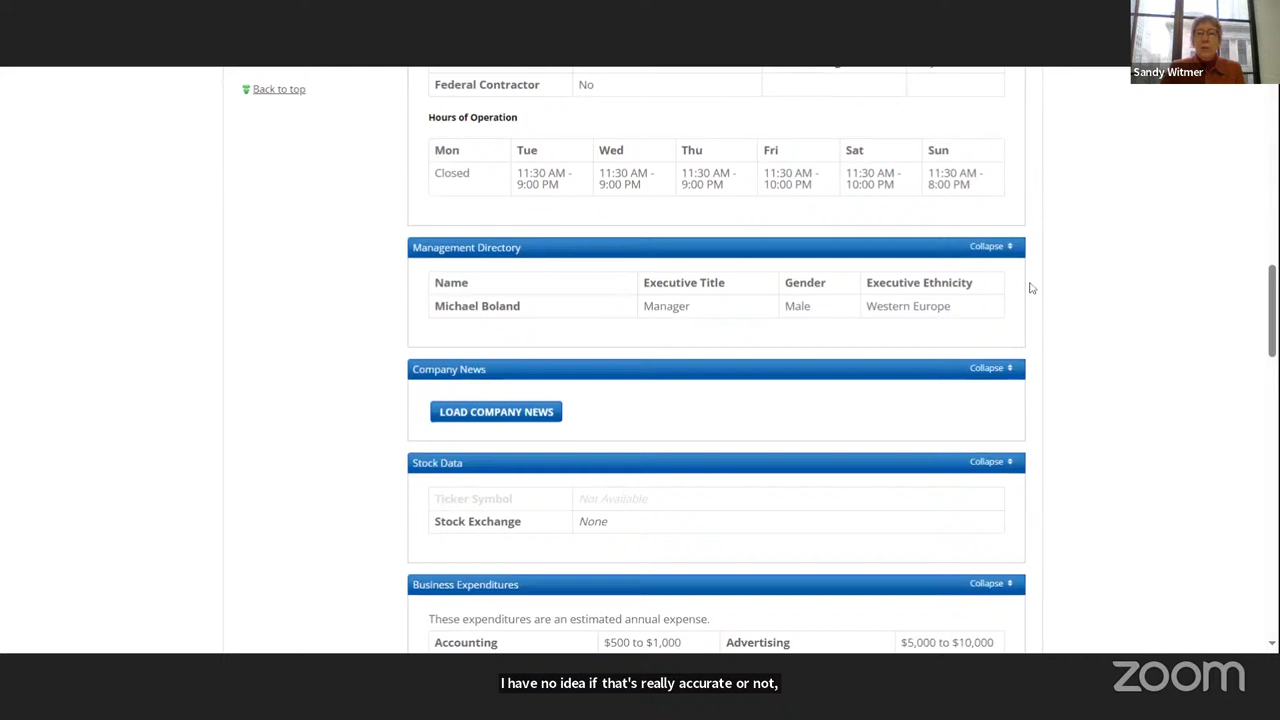 Sandy Witmer
Back to top
Federal Contractor No
Hours of Operation
Mon Tue Wed Thu Fri Sat Sun
Closed 11:30 AM - 11:30 AM - 11:30 AM - 11:30 AM - 11:30 AM - 11:30 AM -
9:00 PM 9:00 PM 9:00 PM 10:00 PM 10:00 PM 8:00 PM
Management Directory Collapse
Name Executive Title Gender Executive Ethnicity
Michael Boland Manager Male Western Europe
Company News Collapse
LOAD COMPANY NEWS
Stock Data Collapse
Ticker Symbol Not Available
Stock Exchange None
Business Expenditures Collapse
These expenditures are an estimated annual expense.
Accounting $500 to $1,000 Advertising $5,000 to $10,000
I have no idea if that's really accurate or not,
zoom